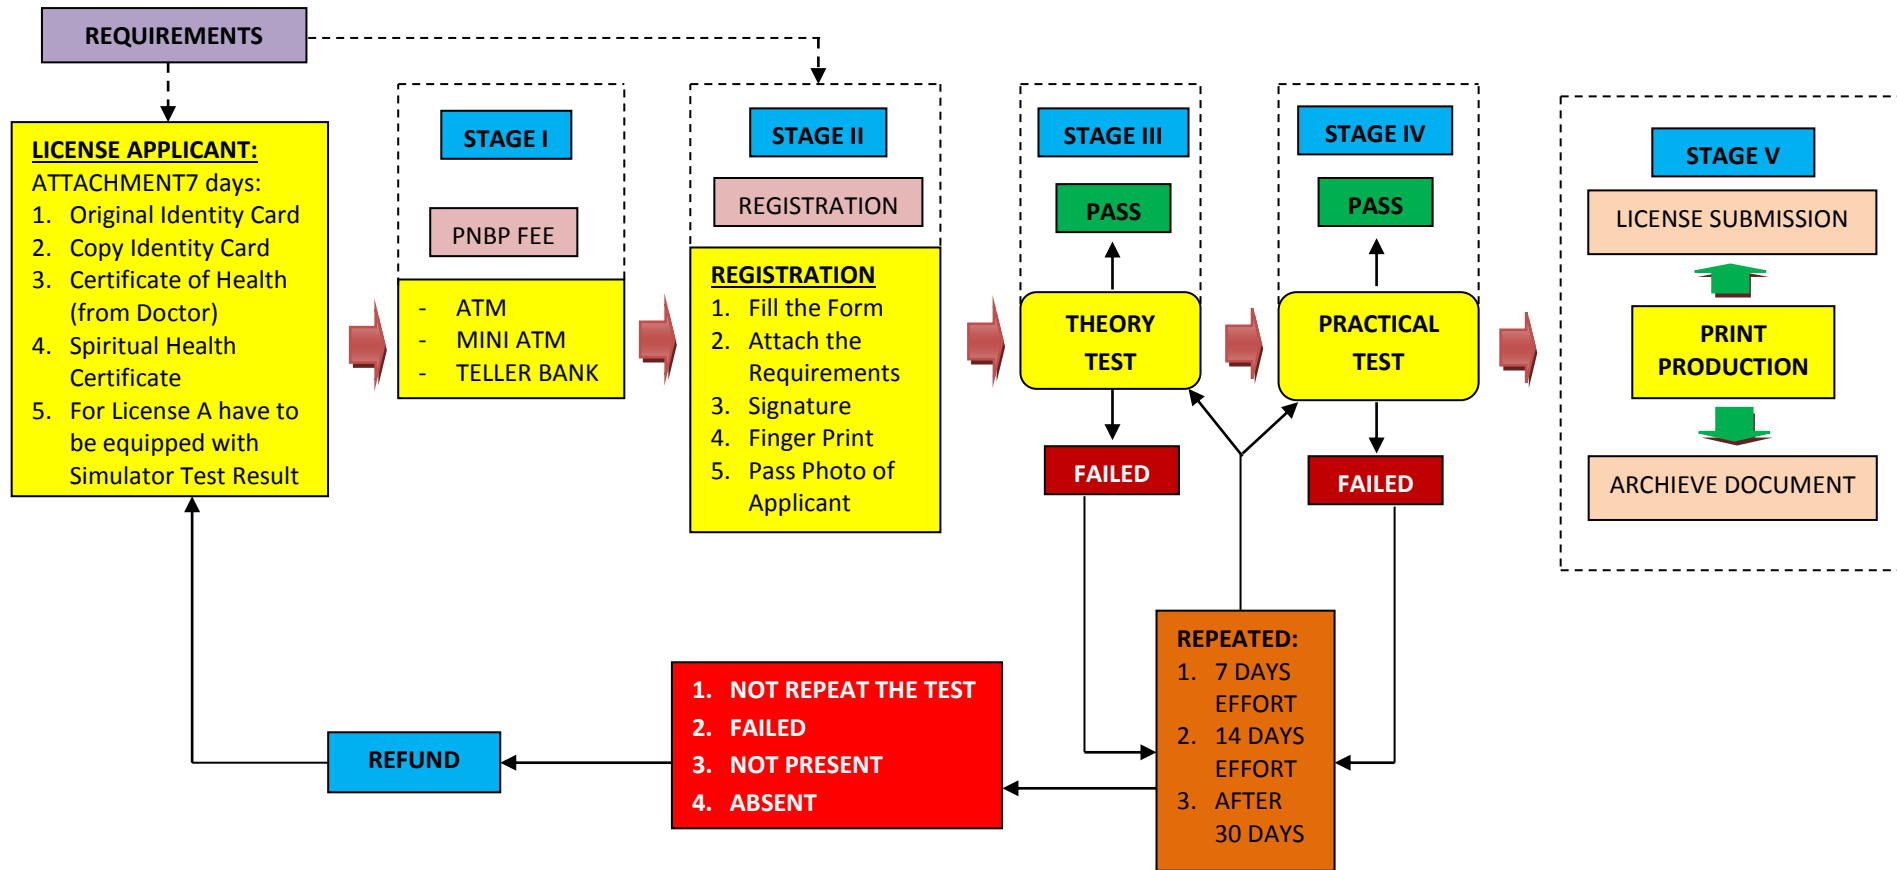 REQUIREMENTS
LICENSE APPLICANT:
ATTACHMENT7 days:
1. Original Identity Card
2. Copy Identity Card
3. Certificate of Health
(from Doctor)
4. Spiritual Health
Certificate
5. For License A have to
be equipped with
Simulator Test Result
STAGE I
PNBP FEE
- ATM
- MINI ATM
- TELLER BANK
STAGE II
REGISTRATION
REGISTRATION
1. Fill the Form
2. Attach the
Requirements
3. Signature
4. Finger Print
5. Pass Photo of
Applicant
STAGE III
PASS
THEORY
TEST
FAILED
STAGE IV
PASS
PRACTICAL
TEST
FAILED
STAGE V
LICENSE SUBMISSION
PRINT
PRODUCTION
ARCHIEVE DOCUMENT
REPEATED:
1. 7 DAYS
EFFORT
2. 14 DAYS
EFFORT
3. AFTER
30 DAYS
1. NOT REPEAT THE TEST
2. FAILED
3. NOT PRESENT
4. ABSENT
REFUND